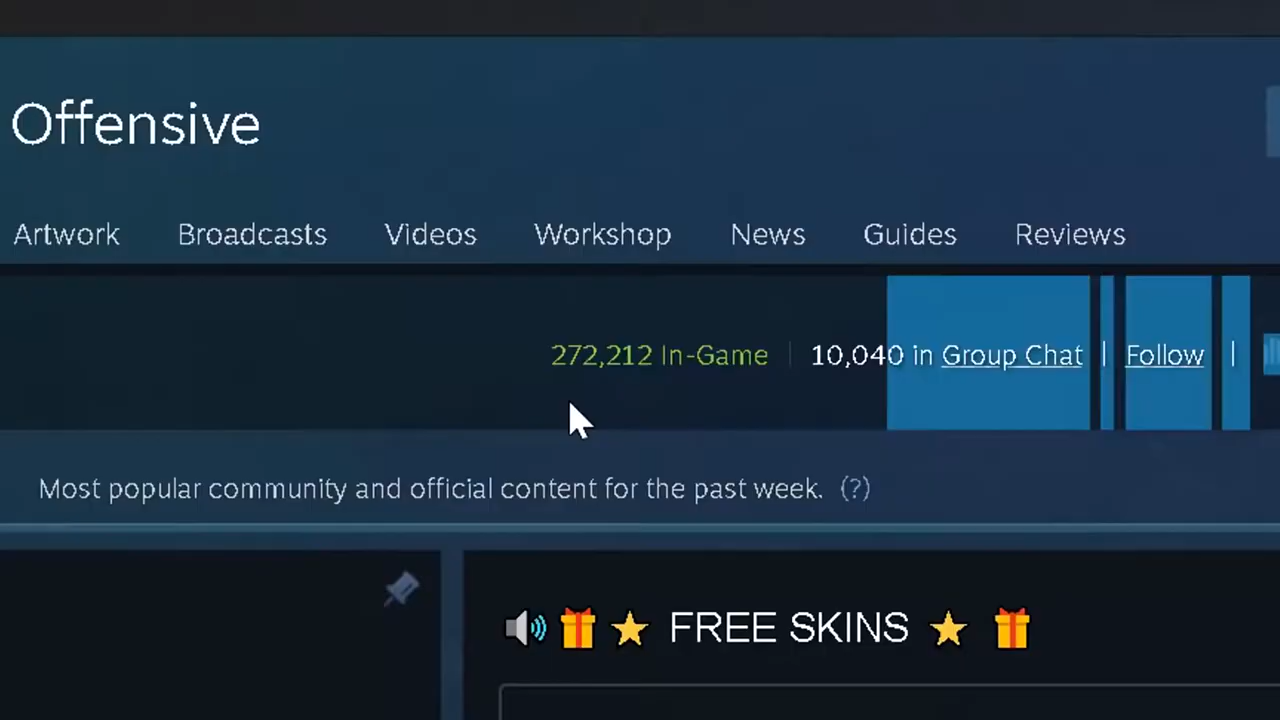 Offensive
Artwork Broadcasts Videos Workshop News Guides Reviews
272,212 In-Game | 10,040 in Group Chat | Follow |
Most popular community and official content for the past week. (?)
🔊🎁⭐ FREE SKINS ⭐ 🎁